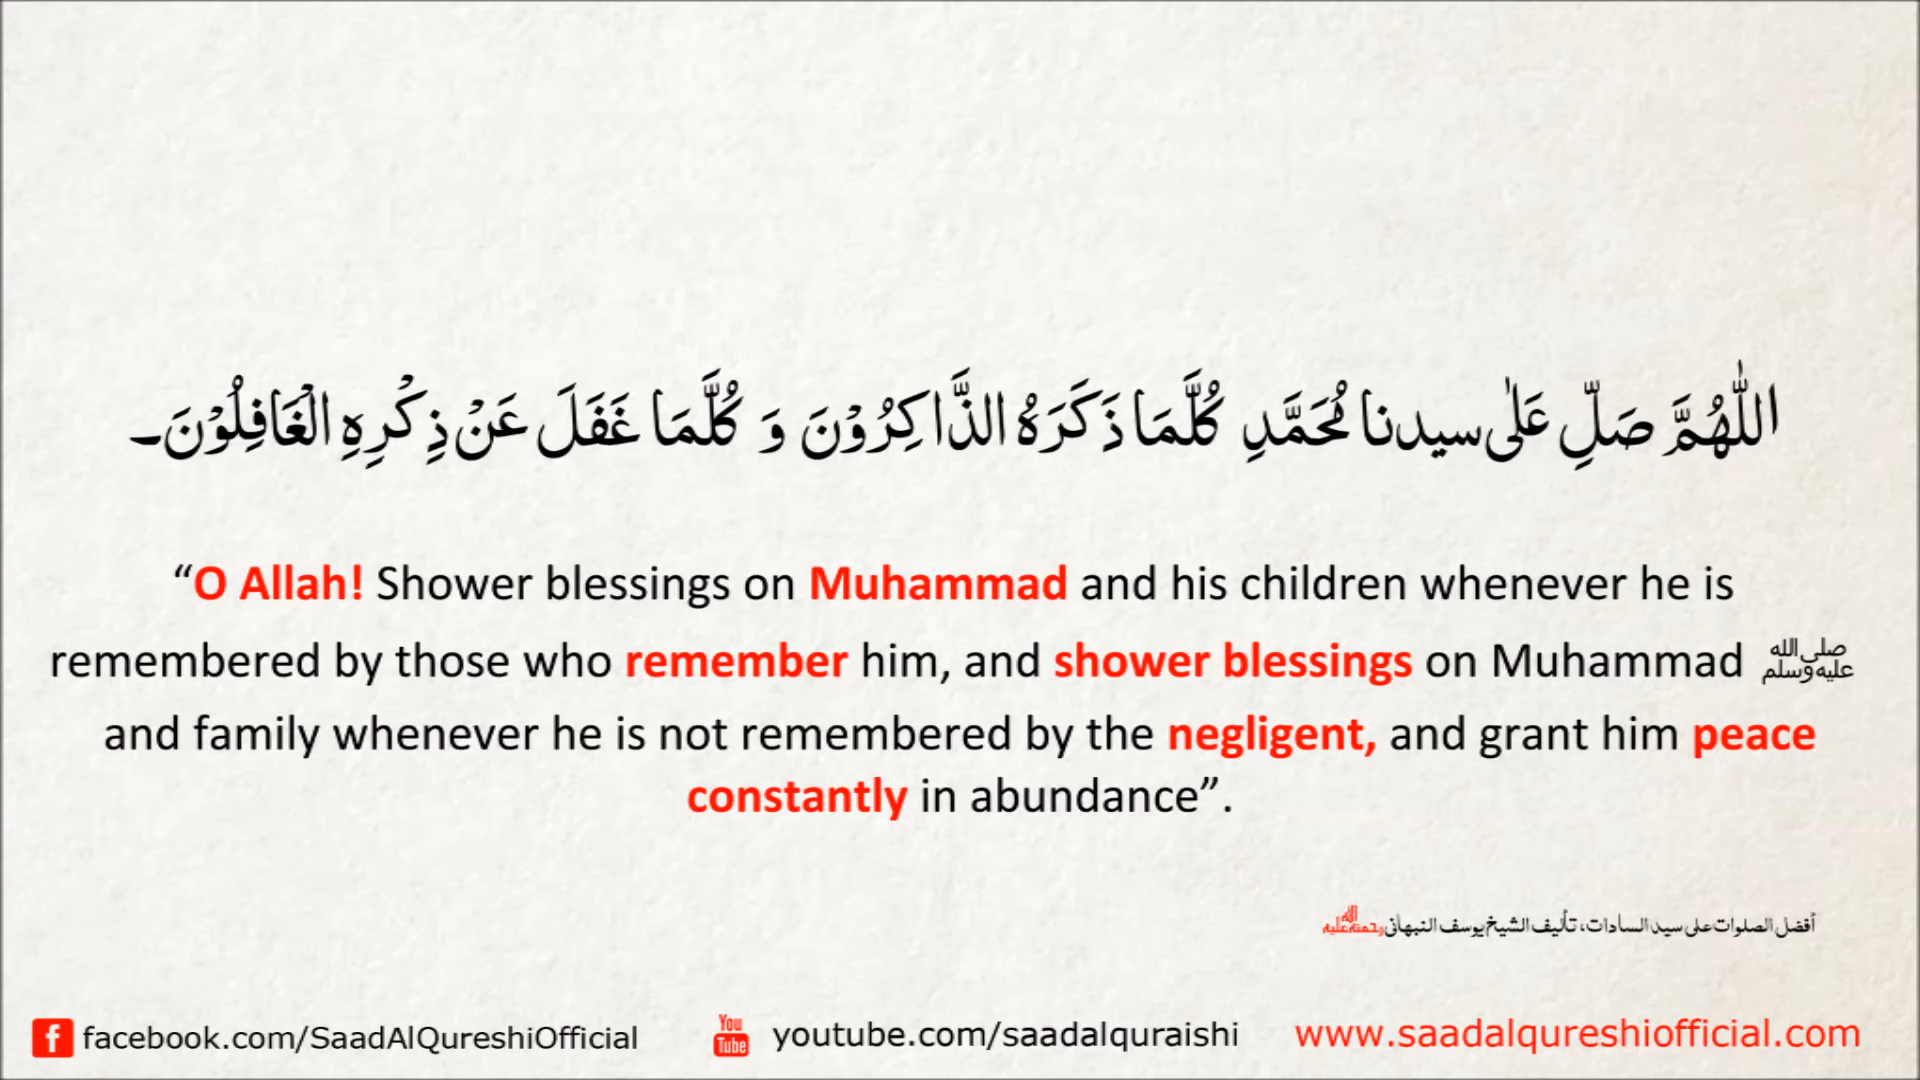 اللّٰهُمَّ صَلِّ عَلٰى سيدنا مُحَمَّدِ كُلَّمَا ذَكَرَهُ الذَّاكِرُوْنَ وَ كُلَّمَا غَفَلَ عَنْ ذِكْرِهِ الْغَافِلُوْنَ۔
“O Allah! Shower blessings on Muhammad and his children whenever he is
remembered by those who remember him, and shower blessings on Muhammad ﷺ
and family whenever he is not remembered by the negligent, and grant him peace
constantly in abundance”.
أفضل الصلوات على سيد السادات، تأليف الشيخ يوسف النبهانى رحمة الله عليه
facebook.com/SaadAlQureshiOfficial
You
Tube
youtube.com/saadalquraishi
www.saadalqureshiofficial.com